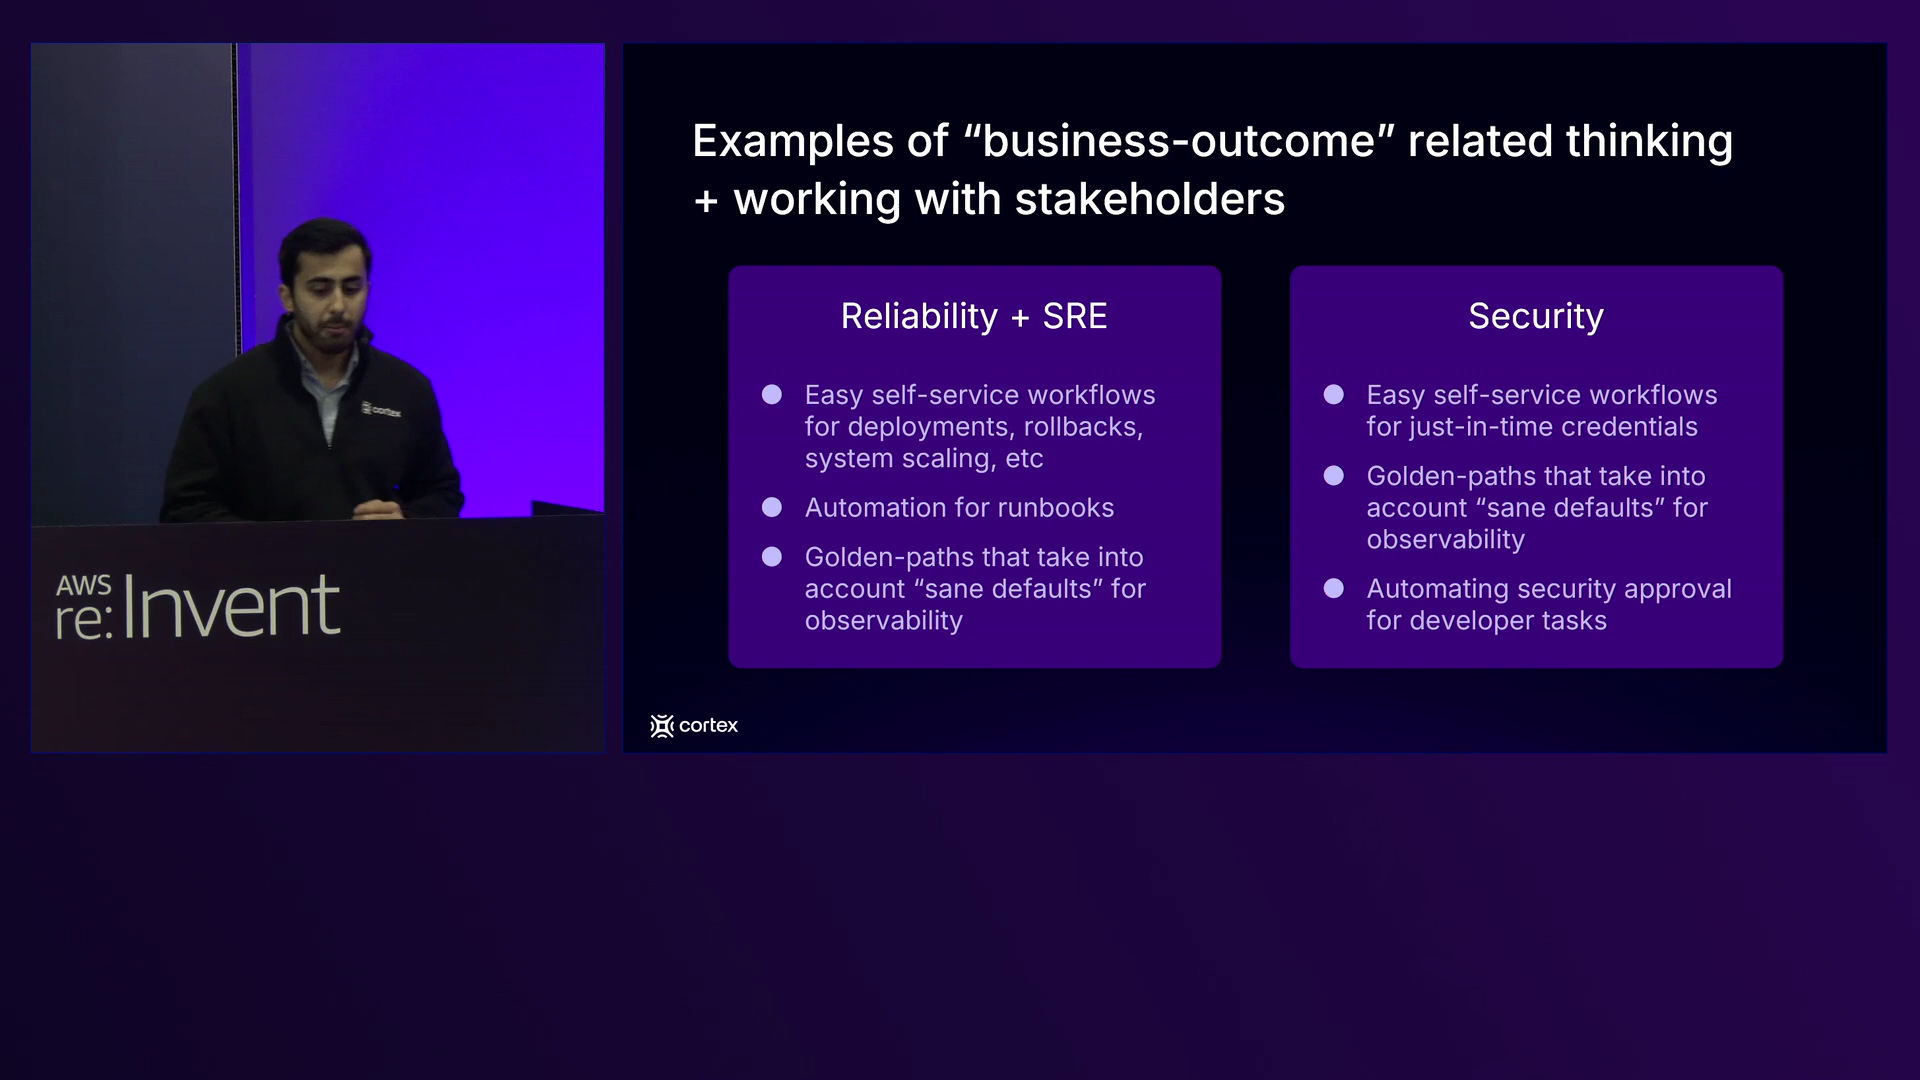 Examples of “business-outcome” related thinking
+ working with stakeholders
Reliability + SRE
Easy self-service workflows
for deployments, rollbacks,
system scaling, etc
Automation for runbooks
Golden-paths that take into
account “sane defaults” for
observability
Security
Easy self-service workflows
for just-in-time credentials
Golden-paths that take into
account “sane defaults” for
observability
Automating security approval
for developer tasks
cortex
cortex
AWS
re:Invent